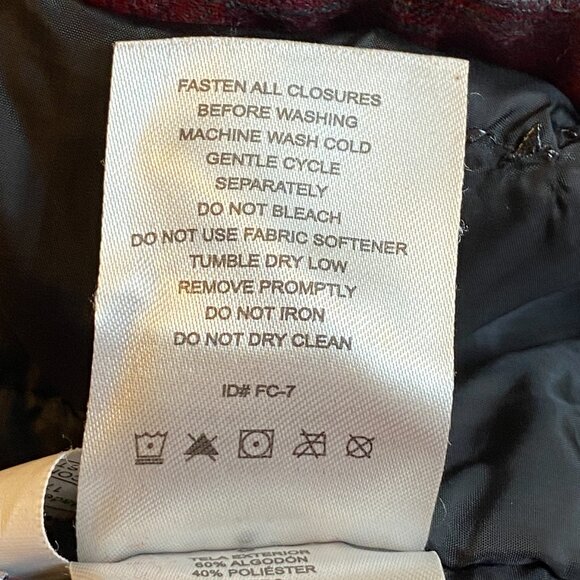 FASTEN ALL CLOSURES
BEFORE WASHING
MACHINE WASH COLD
GENTLE CYCLE
SEPARATELY
DO NOT BLEACH
DO NOT USE FABRIC SOFTENER
TUMBLE DRY LOW
REMOVE PROMPTLY
DO NOT IRON
DO NOT DRY CLEAN
ID# FC-7
TELA EXTERIOR
60% ALGODÓN
40% POLIÉSTER